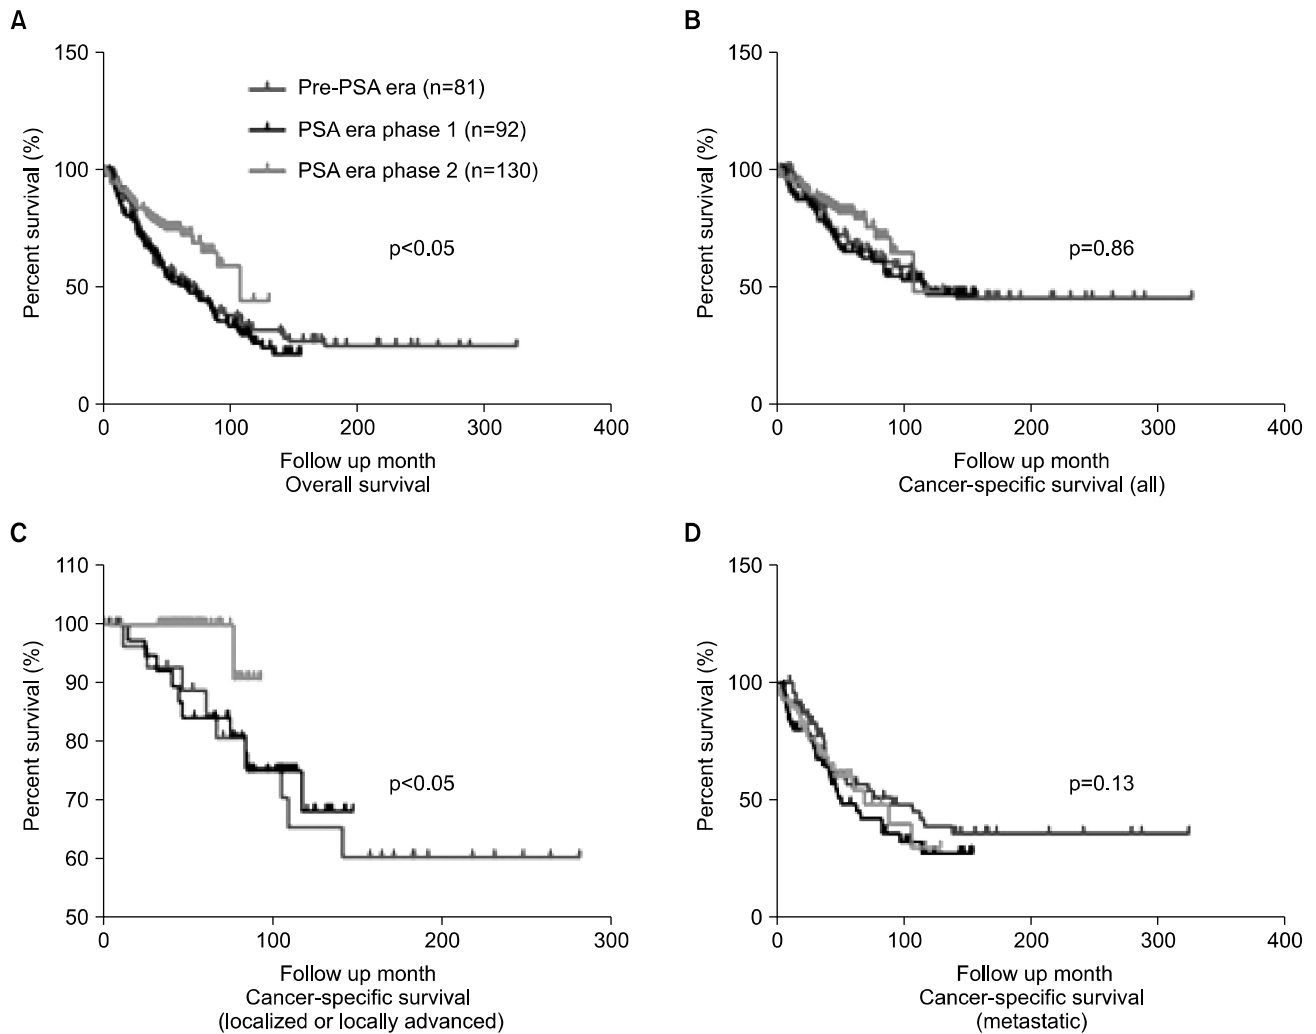 A
150
100
50
0
Percent survival (%)
Pre-PSA era (n=81)
PSA era phase 1 (n=92)
PSA era phase 2 (n=130)
p<0.05
0 100 200 300 400
Follow up month
Overall survival
B
150
100
50
0
Percent survival (%)
p=0.86
0 100 200 300 400
Follow up month
Cancer-specific survival (all)
C
110
100
90
80
70
60
50
Percent survival (%)
p<0.05
0 100 200 300
Follow up month
Cancer-specific survival
(localized or locally advanced)
D
150
100
50
0
Percent survival (%)
p=0.13
0 100 200 300 400
Follow up month
Cancer-specific survival
(metastatic)